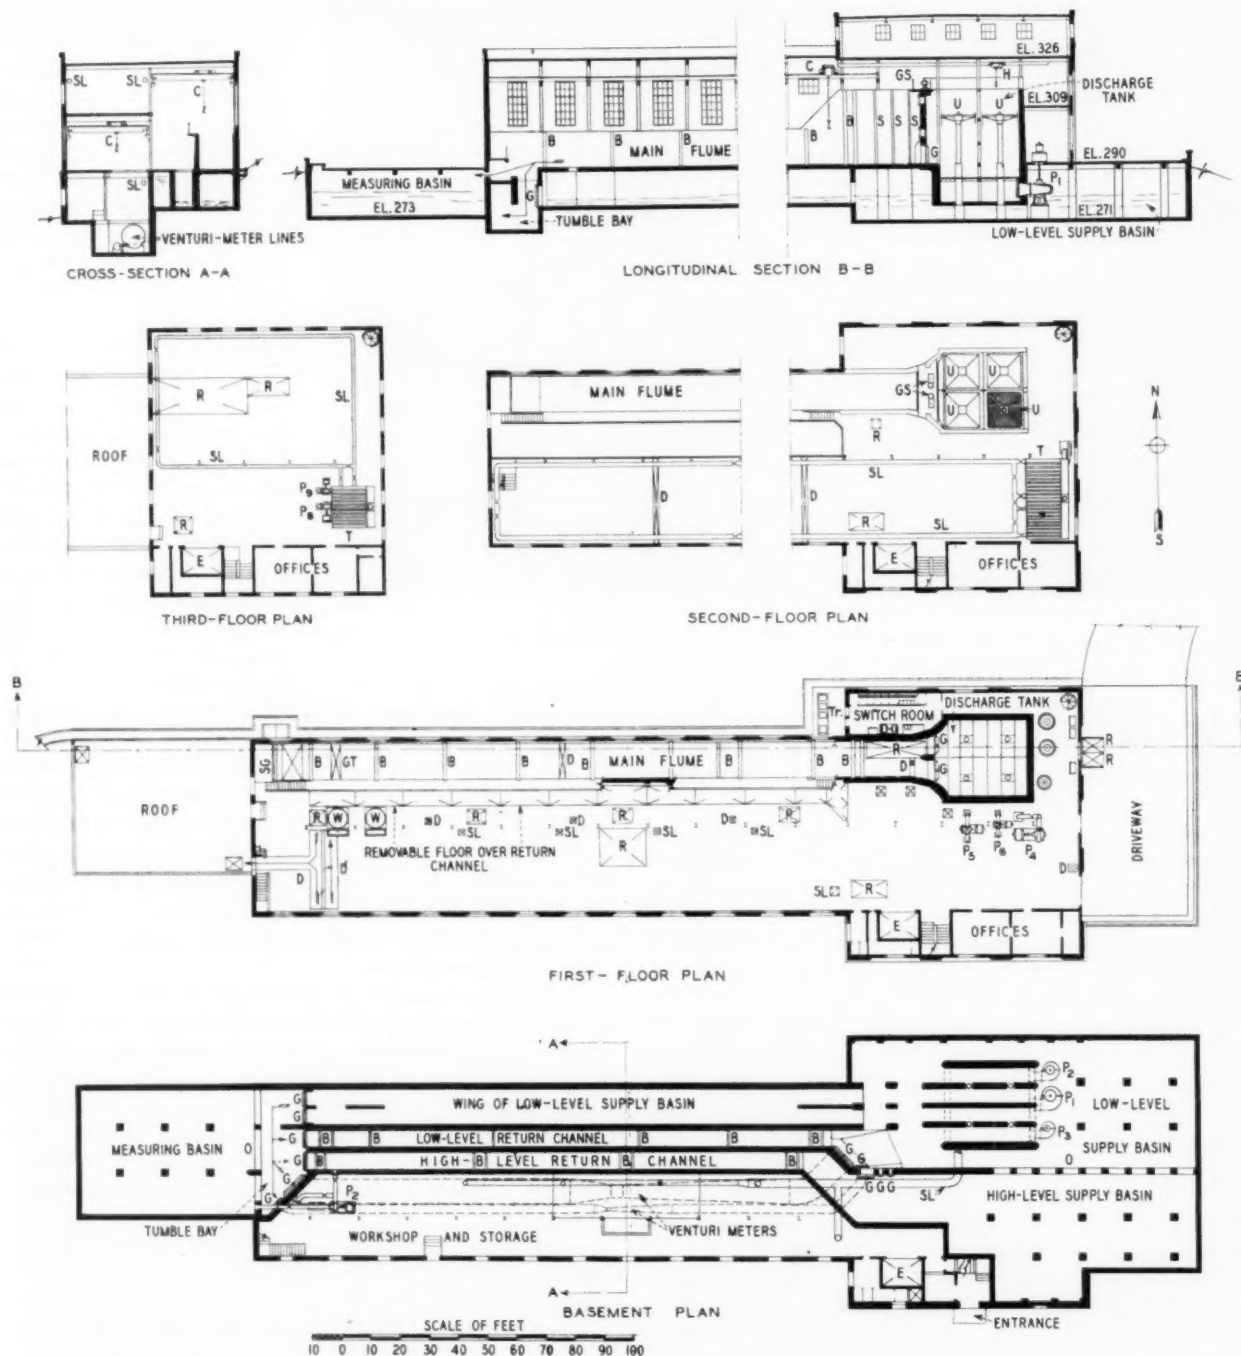 SL SL C
C
SL
VENTURI-METER LINES
CROSS-SECTION A-A
EL. 326
C GS H
U U DISCHARGE TANK
EL.309
B B B B B S S S
MAIN FLUME G
EL. 290
MEASURING BASIN
EL. 273
G P1
EL.271
TUMBLE BAY
LOW-LEVEL SUPPLY BASIN
LONGITUDINAL SECTION B-B
R R
SL
ROOF
SL
P9
P8
R
T
E OFFICES
THIRD-FLOOR PLAN
MAIN FLUME
U U
GS
U
U
R
T
SL
D D
R SL
E OFFICES
SECOND-FLOOR PLAN
N
S
B B
Tr. SWITCH ROOM DISCHARGE TANK
SG B GT B B B D B MAIN FLUME B B B R G
D G
R
R
ROOF
R W W D R D R D R
SL SL SL SL
REMOVABLE FLOOR OVER RETURN CHANNEL
R
P5 P6 P4
D
D D
SL R
DRIVEWAY
E OFFICES
FIRST-FLOOR PLAN
A
G WING OF LOW-LEVEL SUPPLY BASIN
G
P2
P1
P3
LOW-LEVEL
SUPPLY BASIN
MEASURING BASIN O
G B B LOW-LEVEL RETURN CHANNEL B B B G
G B HIGH-LEVEL RETURN CHANNEL B B B G
G G G
O
G G P2
SL
HIGH-LEVEL SUPPLY BASIN
TUMBLE BAY
WORKSHOP AND STORAGE
VENTURI METERS
E
A
BASEMENT PLAN
ENTRANCE
SCALE OF FEET
10 0 10 20 30 40 50 60 70 80 90 100